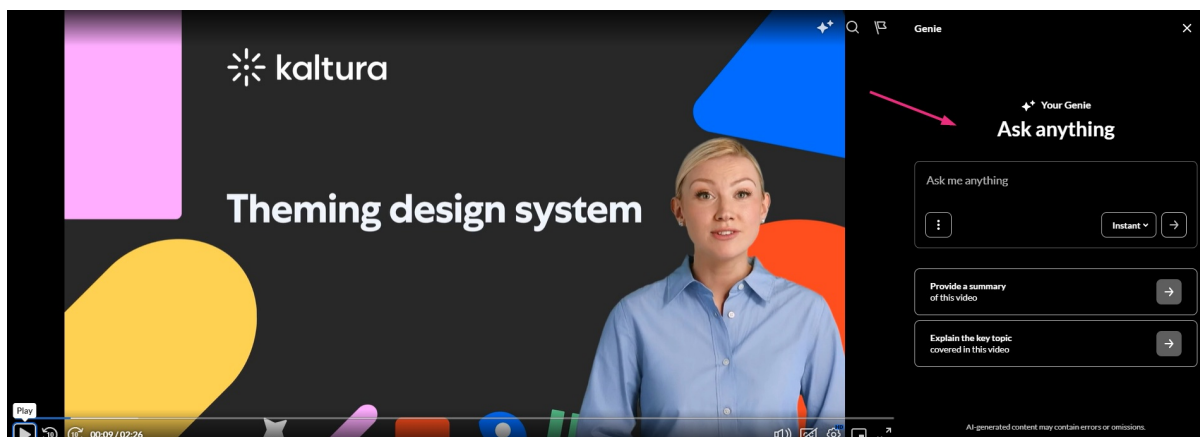 kaltura
Theming design system
Play
10
10
00:09 / 02:26
Genie
Your Genie
Ask anything
Ask me anything
Instant
Provide a summary
of this video
Explain the key topic
covered in this video
AI-generated content may contain errors or omissions.